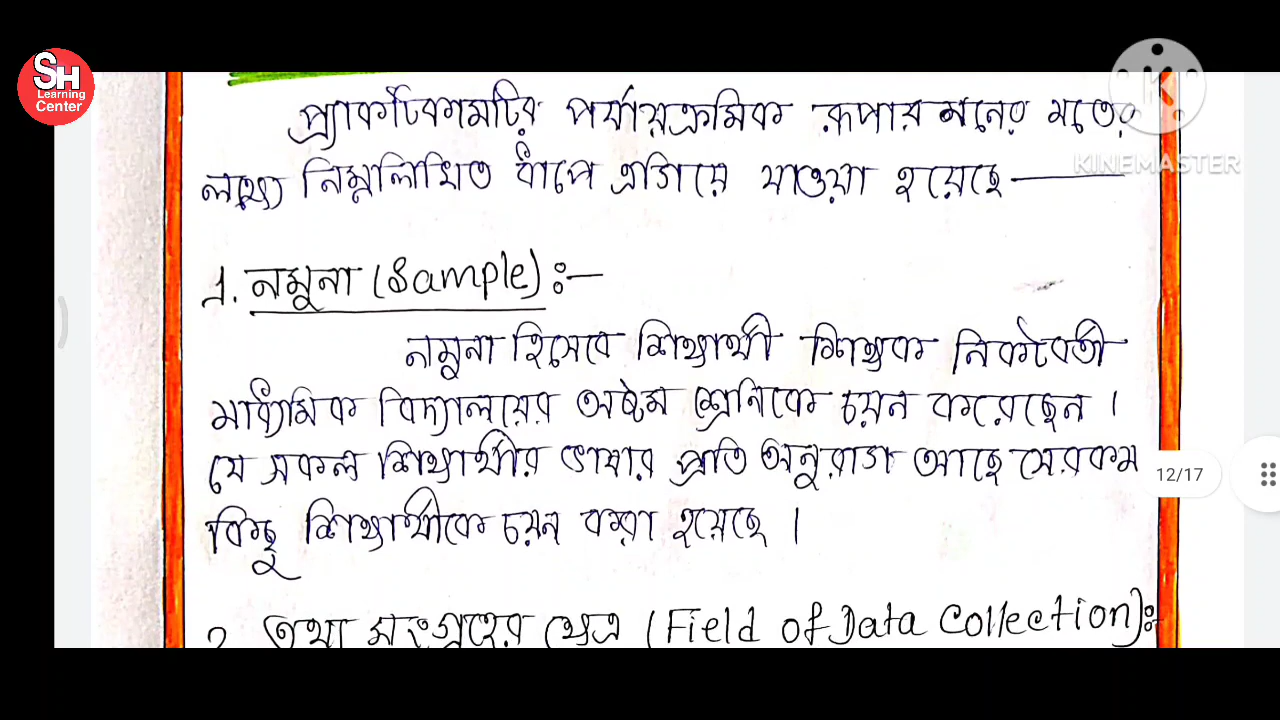 SH
Learning
Center
KINEMASTER
প্র্যাকটিক্যালটির পর্যায়ক্রমিক রূপায়নের মতের
লক্ষ্যে নিম্নলিখিত ধাঁপে এগিয়ে যাওয়া হয়েছে —
1. নমুনা (Sample) :—
নমুনা হিসেবে শিক্ষার্থী শিক্ষক নিকটবর্তী
মাধ্যমিক বিদ্যালয়ের অষ্টম শ্রেনিকে চয়ন করেছেন ।
যে সকল শিক্ষার্থীর ভাষার প্রতি অনুরাগ আছে সেরকম
কিছু শিক্ষার্থীকে চয়ন করা হয়েছে ।
12/17
2. তথ্য সংগ্রহের ক্ষেত্র (Field of Data Collection):